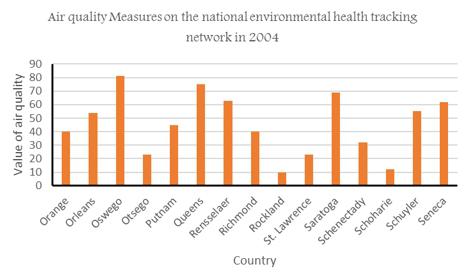 Air quality Measures on the national environmental health tracking
network in 2004
Value of air quality
90
80
70
60
50
40
30
20
10
0
Orange
Orleans
Oswego
Otsego
Putnam
Queens
Rensselaer
Richmond
Rockland
St. Lawrence
Saratoga
Schenectady
Schoharie
Schuyler
Seneca
Country